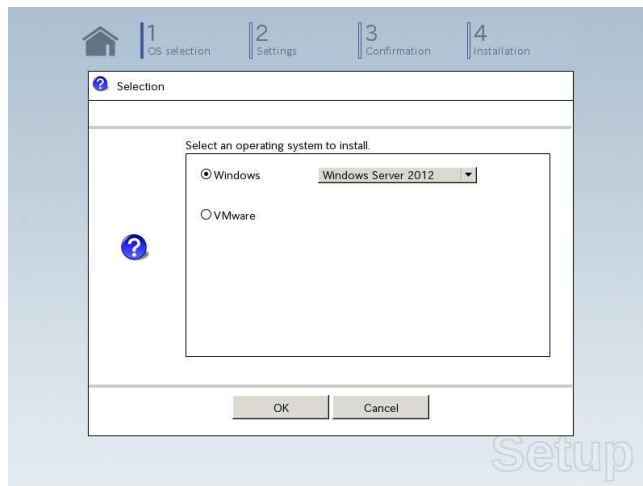 1 2 3 4
OS selection Settings Confirmation Installation
Selection
Select an operating system to install.
Windows Windows Server 2012
VMware
OK Cancel
Setup